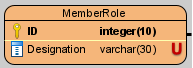 MemberRole
ID integer(10)
Designation varchar(30) U